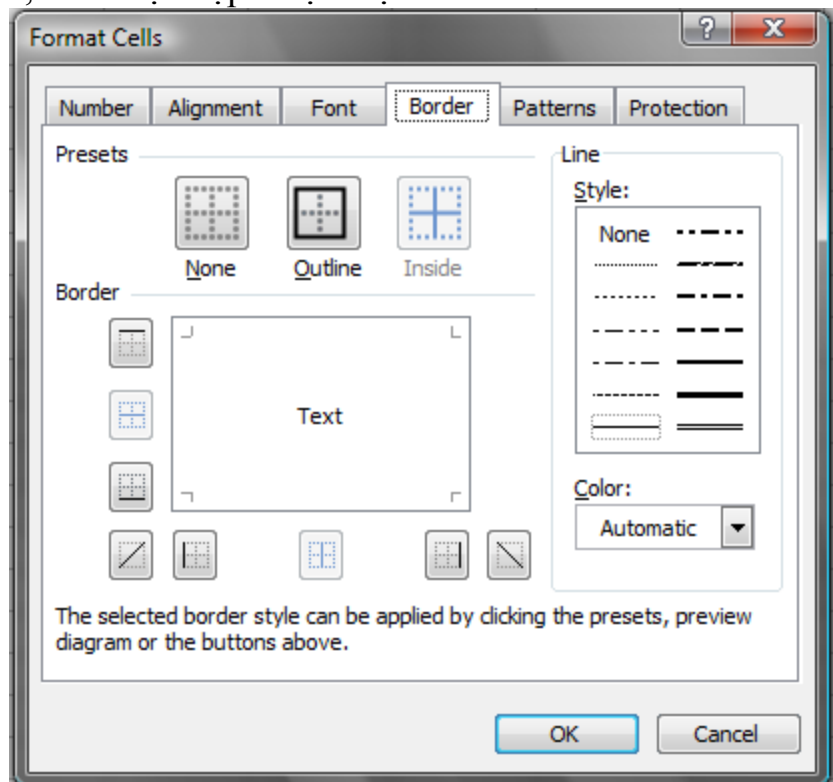 Format Cells
Number Alignment Font Border Patterns Protection
Presets
None Outline Inside
Border
Text
Line
Style:
None
Color:
Automatic
The selected border style can be applied by clicking the presets, preview
diagram or the buttons above.
OK Cancel